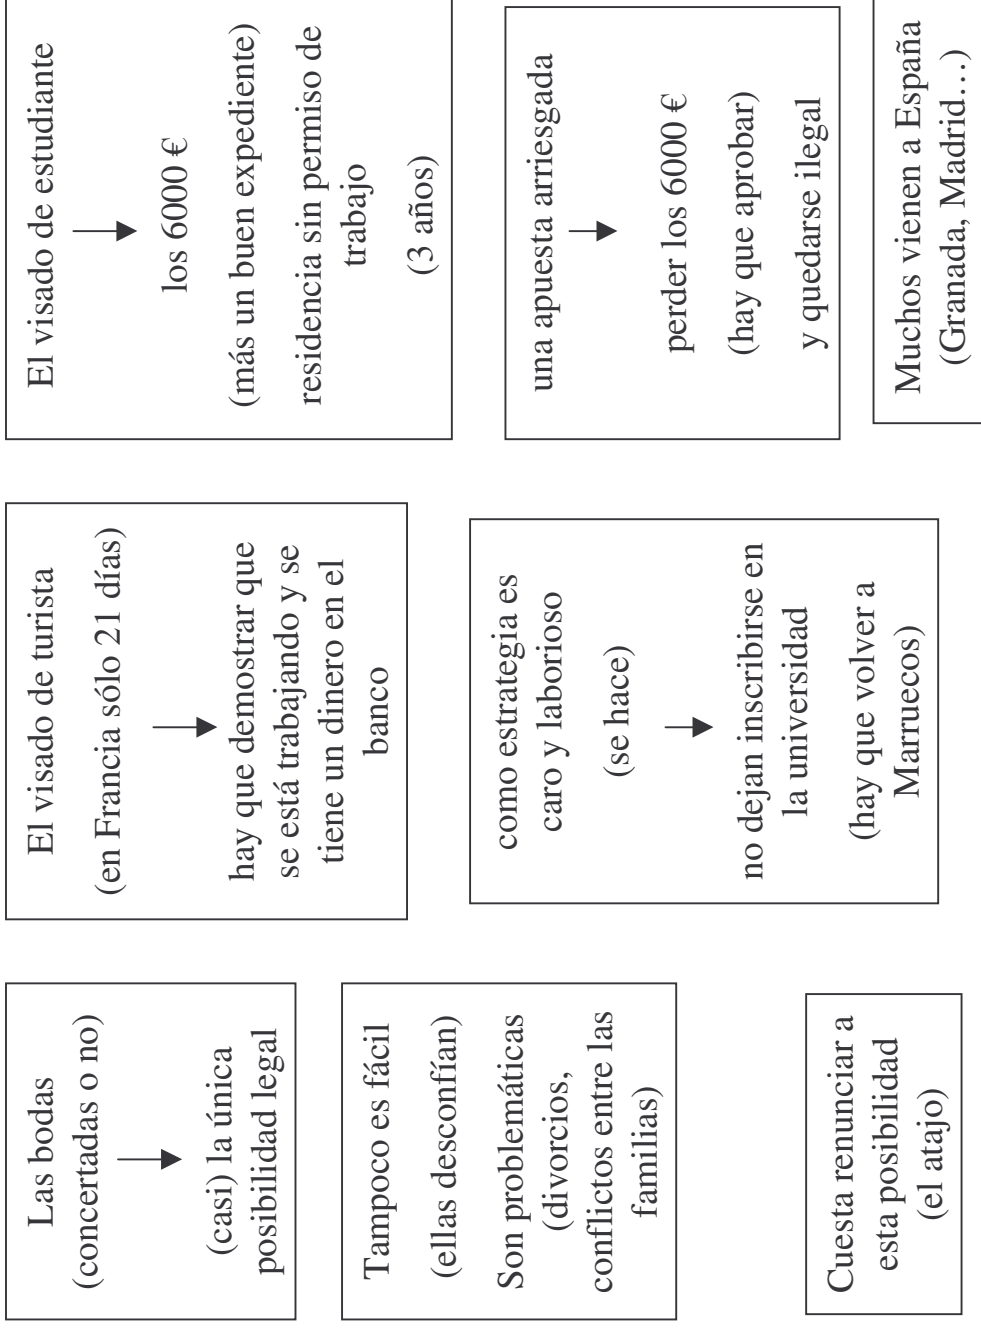 Las bodas
(concertadas o no)
(casi) la única
posibilidad legal
Tampoco es fácil
(ellas desconfían)
Son problemáticas
(divorcios,
conflictos entre las
familias)
Cuesta renunciar a
esta posibilidad
(el atajo)
El visado de turista
(en Francia sólo 21 días)
hay que demostrar que
se está trabajando y se
tiene un dinero en el
banco
como estrategia es
caro y laborioso
(se hace)
no dejan inscribirse en
la universidad
(hay que volver a
Marruecos)
El visado de estudiante
los 6000 €
(más un buen expediente)
residencia sin permiso de
trabajo
(3 años)
una apuesta arriesgada
perder los 6000 €
(hay que aprobar)
y quedarse ilegal
Muchos vienen a España
(Granada, Madrid…)